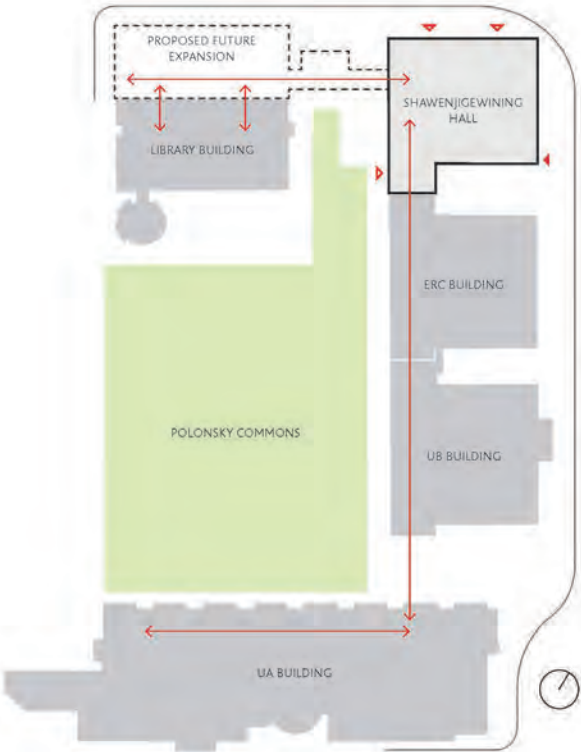 PROPOSED FUTURE
EXPANSION
SHAWENJIGEWINING
HALL
LIBRARY BUILDING
ERC BUILDING
POLONSKY COMMONS
UB BUILDING
UA BUILDING